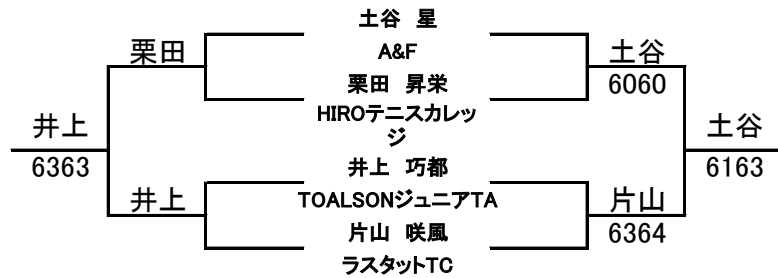 土谷 星
栗田
A&F
土谷
栗田 昇栄
6060
HIROテニスカレッ
ジ
井上
土谷
6363
井上 巧都
6163
井上
TOALSONジュニアTA
片山
片山 咲風
6364
ラスタットTC